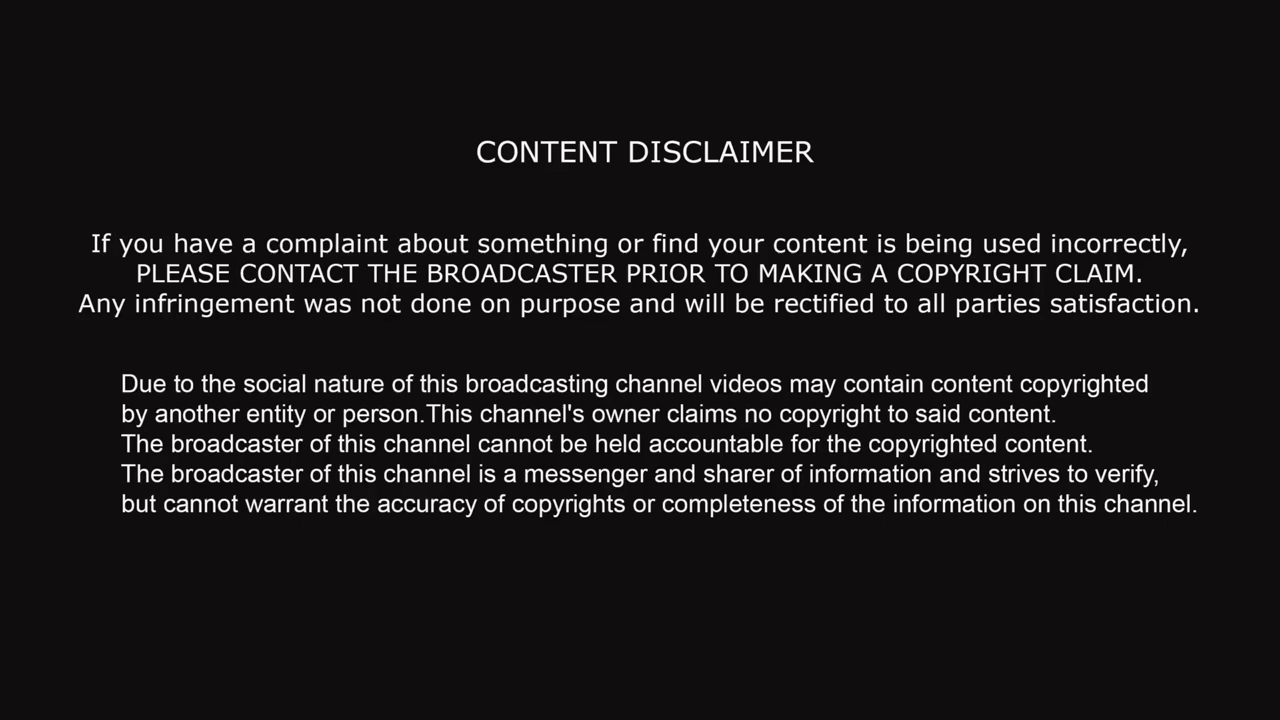 CONTENT DISCLAIMER
If you have a complaint about something or find your content is being used incorrectly,
PLEASE CONTACT THE BROADCASTER PRIOR TO MAKING A COPYRIGHT CLAIM.
Any infringement was not done on purpose and will be rectified to all parties satisfaction.
Due to the social nature of this broadcasting channel videos may contain content copyrighted
by another entity or person.This channel's owner claims no copyright to said content.
The broadcaster of this channel cannot be held accountable for the copyrighted content.
The broadcaster of this channel is a messenger and sharer of information and strives to verify,
but cannot warrant the accuracy of copyrights or completeness of the information on this channel.